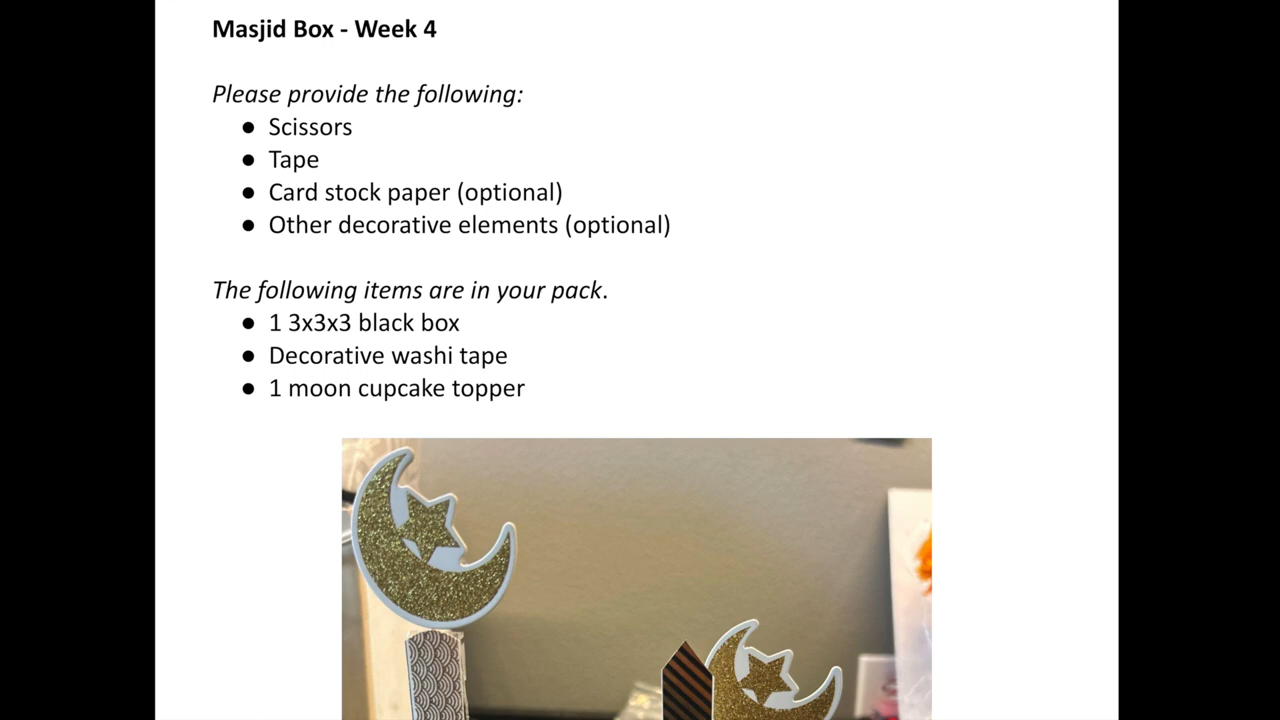 Masjid Box - Week 4
Please provide the following:
● Scissors
● Tape
● Card stock paper (optional)
● Other decorative elements (optional)
The following items are in your pack.
● 1 3x3x3 black box
● Decorative washi tape
● 1 moon cupcake topper